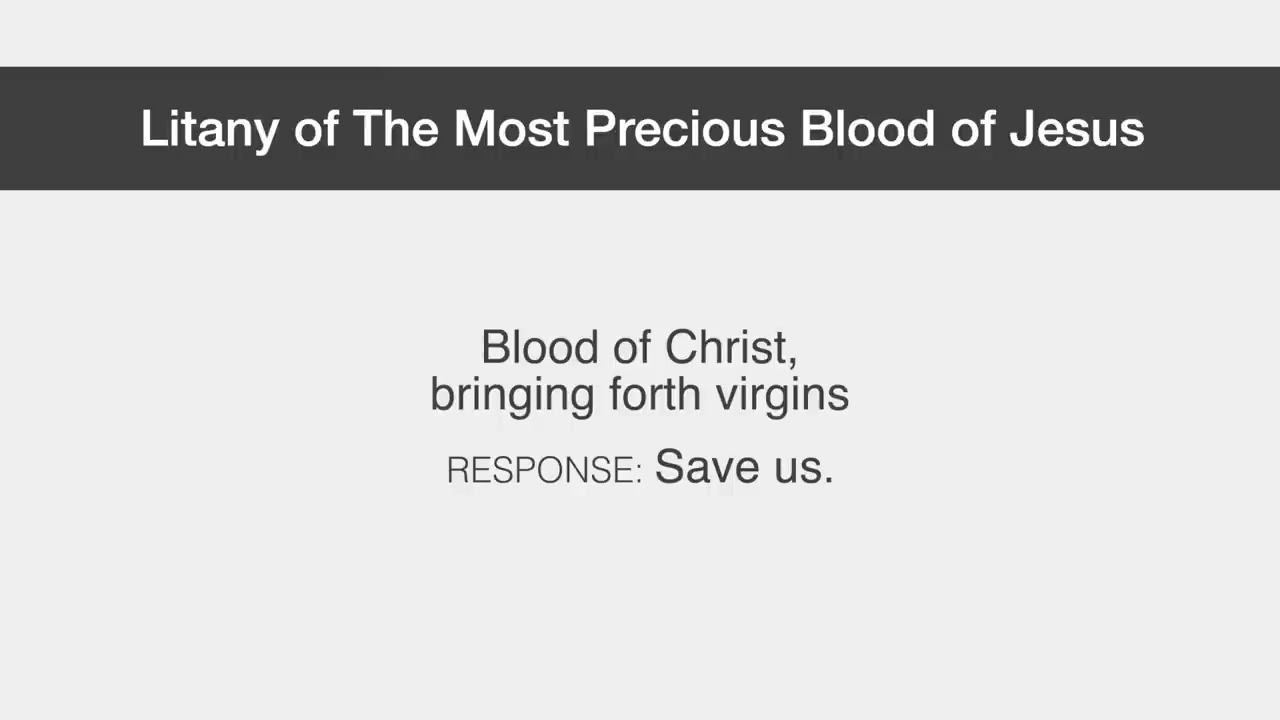 Litany of The Most Precious Blood of Jesus
Blood of Christ,
bringing forth virgins
RESPONSE: Save us.